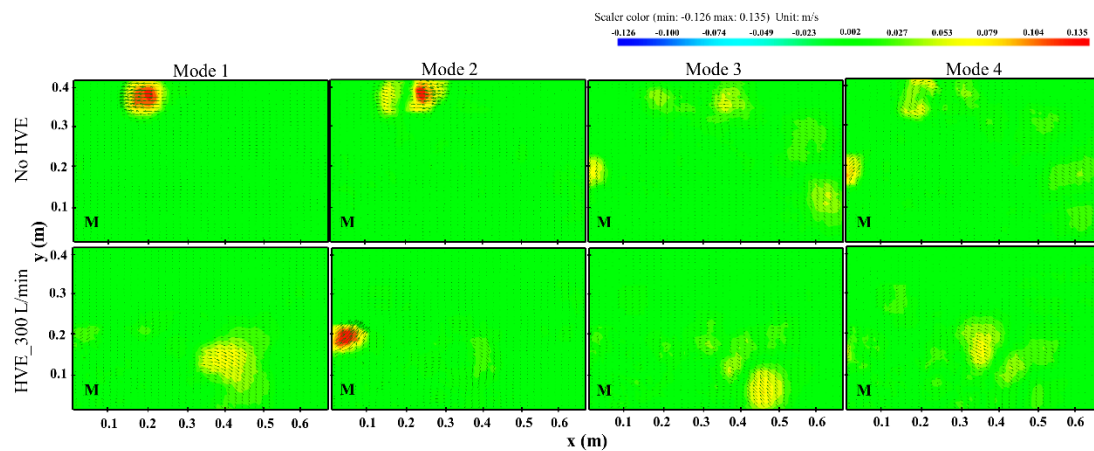 Scaler color (min: -0.126 max: 0.135) Unit: m/s
-0.126 -0.100 -0.074 -0.049 -0.023 0.002 0.027 0.053 0.079 0.104 0.135
Mode 1 Mode 2 Mode 3 Mode 4
No HVE
0.4
0.3
0.2
0.1
M M M M
y (m)
HVE_300 L/min
0.4
0.3
0.2
0.1
M M M M
0.1 0.2 0.3 0.4 0.5 0.6 0.1 0.2 0.3 0.4 0.5 0.6 0.1 0.2 0.3 0.4 0.5 0.6 0.1 0.2 0.3 0.4 0.5 0.6
x (m)